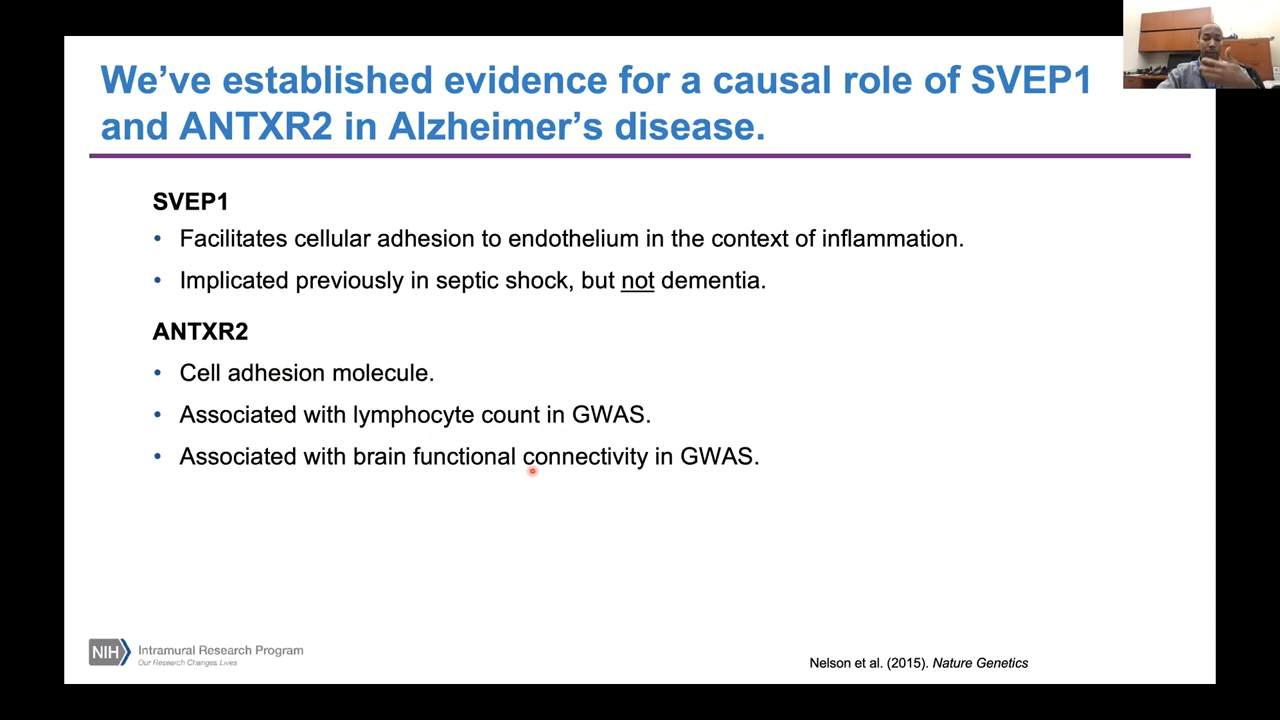 We've established evidence for a causal role of SVEP1
and ANTXR2 in Alzheimer's disease.
SVEP1
• Facilitates cellular adhesion to endothelium in the context of inflammation.
• Implicated previously in septic shock, but not dementia.
ANTXR2
• Cell adhesion molecule.
• Associated with lymphocyte count in GWAS.
• Associated with brain functional connectivity in GWAS.
NIH Intramural Research Program
Our Research Changes Lives
Nelson et al. (2015). Nature Genetics